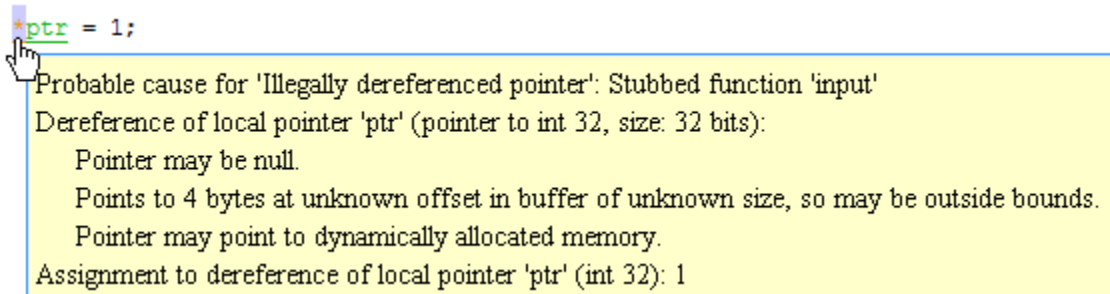 *ptr = 1;
Probable cause for 'Illegally dereferenced pointer': Stubbed function 'input'
Dereference of local pointer 'ptr' (pointer to int 32, size: 32 bits):
Pointer may be null.
Points to 4 bytes at unknown offset in buffer of unknown size, so may be outside bounds.
Pointer may point to dynamically allocated memory.
Assignment to dereference of local pointer 'ptr' (int 32): 1